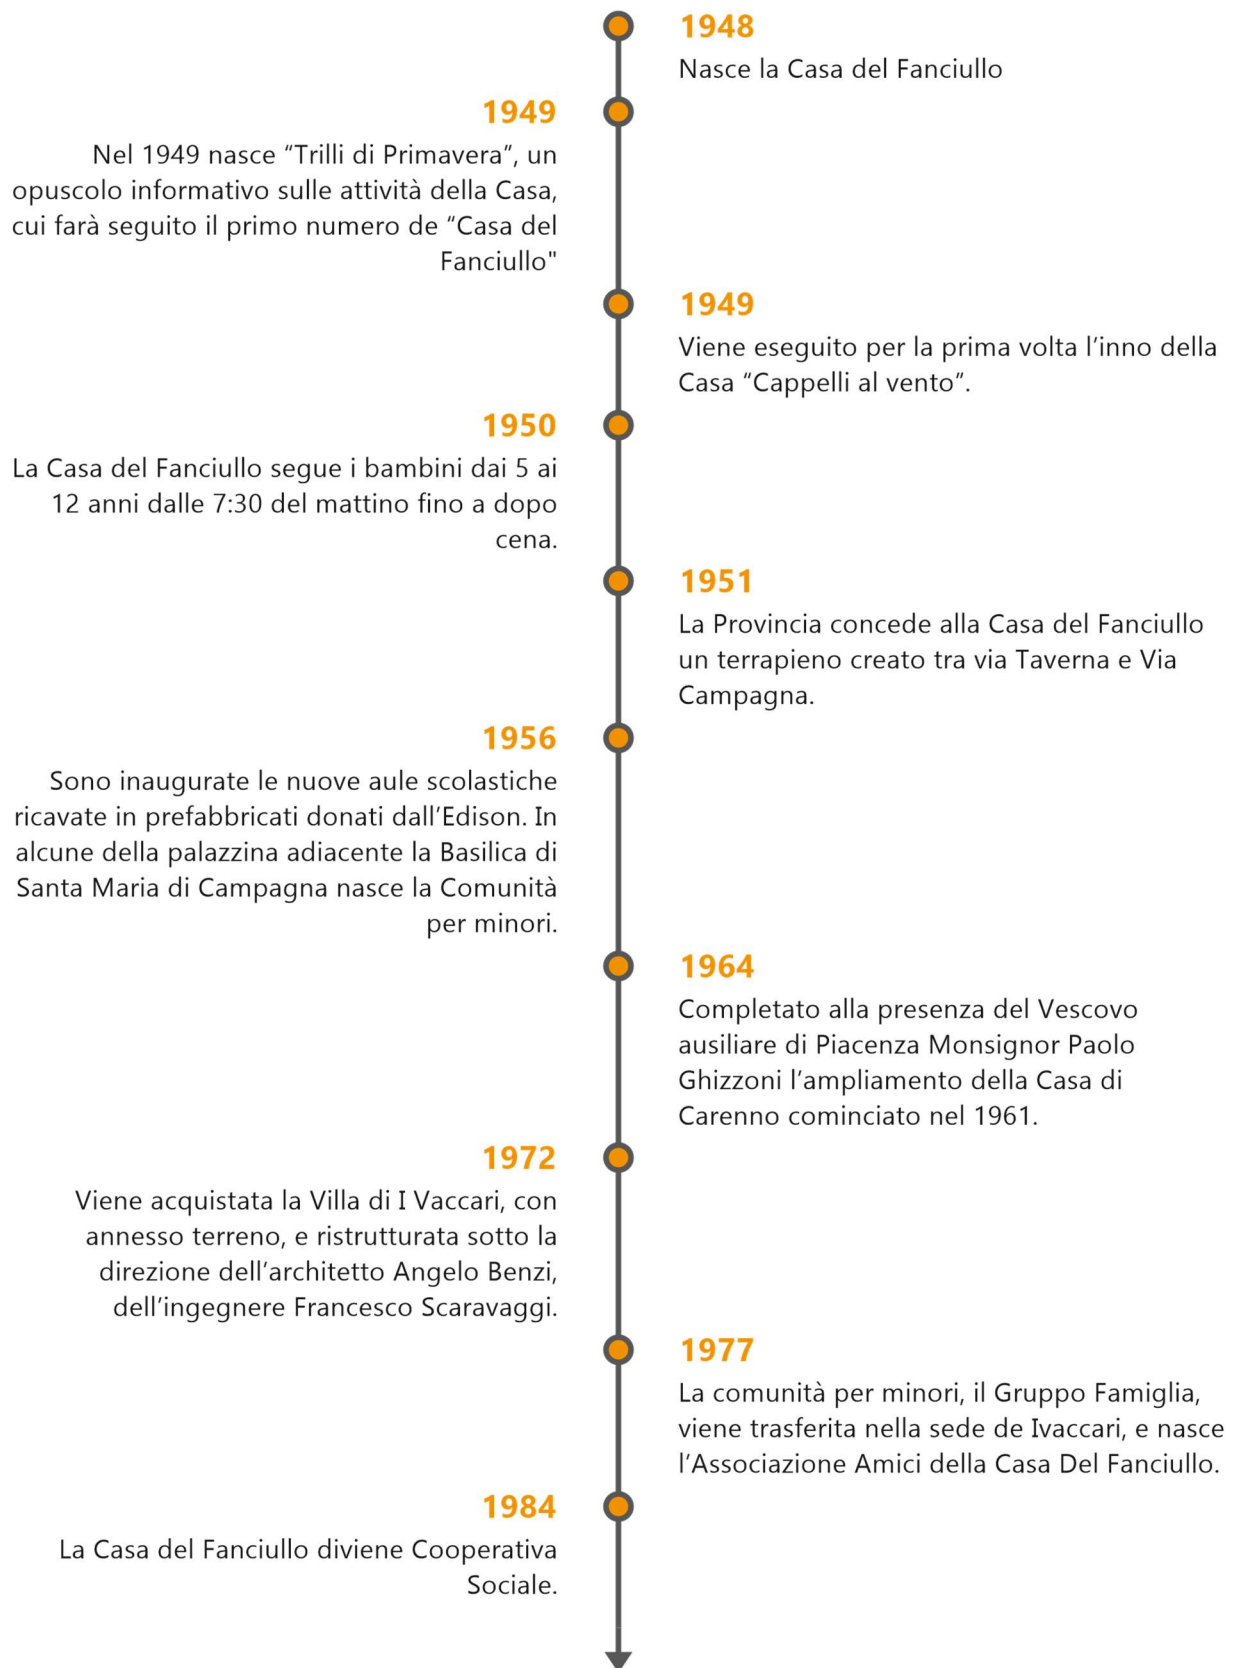 1948
Nasce la Casa del Fanciullo
1949
Nel 1949 nasce “Trilli di Primavera”, un
opuscolo informativo sulle attività della Casa,
cui farà seguito il primo numero de “Casa del
Fanciullo"
1949
Viene eseguito per la prima volta l’inno della
Casa “Cappelli al vento”.
1950
La Casa del Fanciullo segue i bambini dai 5 ai
12 anni dalle 7:30 del mattino fino a dopo
cena.
1951
La Provincia concede alla Casa del Fanciullo
un terrapieno creato tra via Taverna e Via
Campagna.
1956
Sono inaugurate le nuove aule scolastiche
ricavate in prefabbricati donati dall’Edison. In
alcune della palazzina adiacente la Basilica di
Santa Maria di Campagna nasce la Comunità
per minori.
1964
Completato alla presenza del Vescovo
ausiliare di Piacenza Monsignor Paolo
Ghizzoni l’ampliamento della Casa di
Carenno cominciato nel 1961.
1972
Viene acquistata la Villa di I Vaccari, con
annesso terreno, e ristrutturata sotto la
direzione dell’architetto Angelo Benzi,
dell’ingegnere Francesco Scaravaggi.
1977
La comunità per minori, il Gruppo Famiglia,
viene trasferita nella sede de Ivaccari, e nasce
l’Associazione Amici della Casa Del Fanciullo.
1984
La Casa del Fanciullo diviene Cooperativa
Sociale.